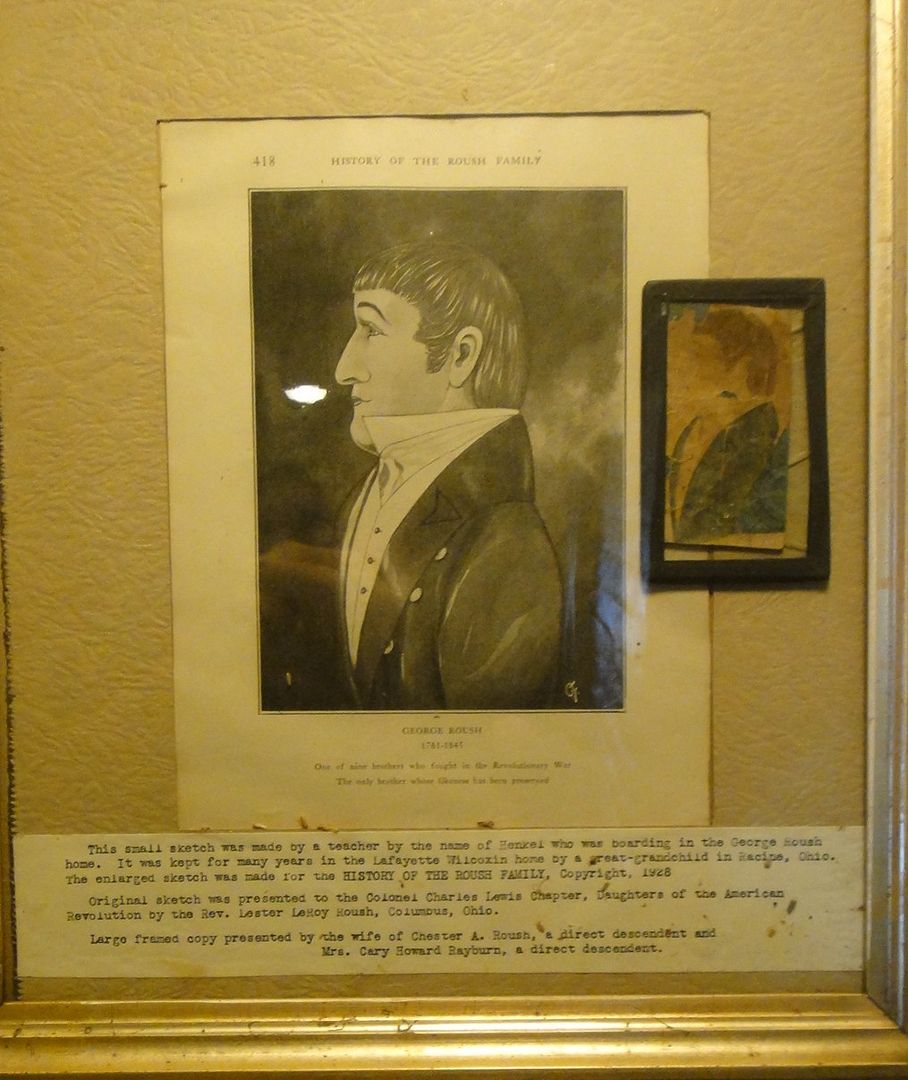 418 HISTORY OF THE ROUSH FAMILY
G
GEORGE ROUSH
1761-1845
One of nine brothers who fought in the Revolutionary War
The only brother whose likeness has been preserved
This small sketch was made by a teacher by the name of Henkel who was boarding in the George Roush
home. It was kept for many years in the Lafayette Wilcoxin home by a great-grandchild in Racine, Ohio.
The enlarged sketch was made for the HISTORY OF THE ROUSH FAMILY, Copyright, 1928
Original sketch was presented to the Colonel Charles Lewis Chapter, Daughters of the American
Revolution by the Rev. Lester LeRoy Roush, Columbus, Ohio.
Large framed copy presented by the wife of Chester A. Roush, a direct descendent and
Mrs. Cary Howard Rayburn, a direct descendent.